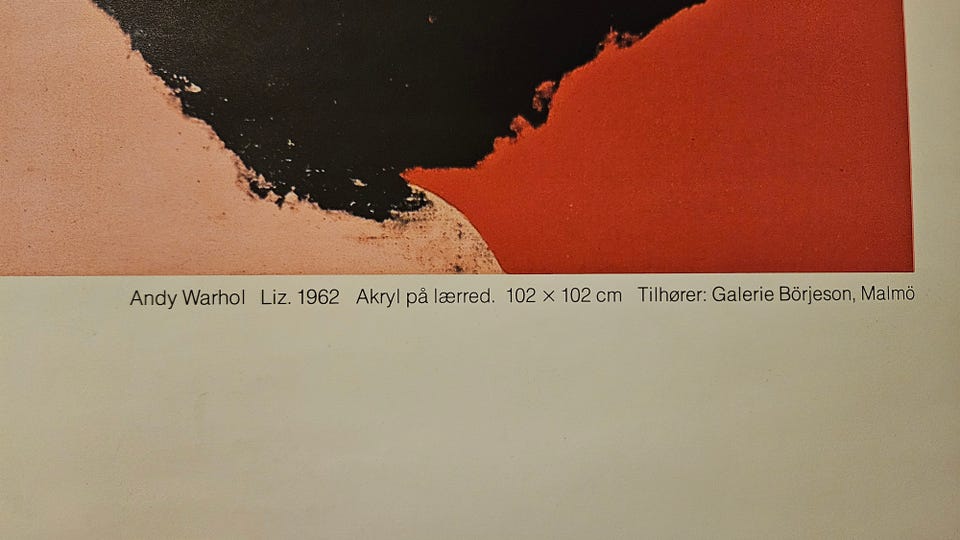 Andy Warhol Liz. 1962 Akryl på lærred. 102 × 102 cm Tilhører: Galerie Börjeson, Malmö